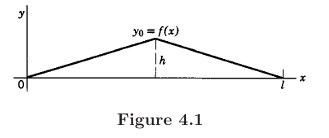 y
y₀ = f(x)
h
0
l
x
Figure 4.1